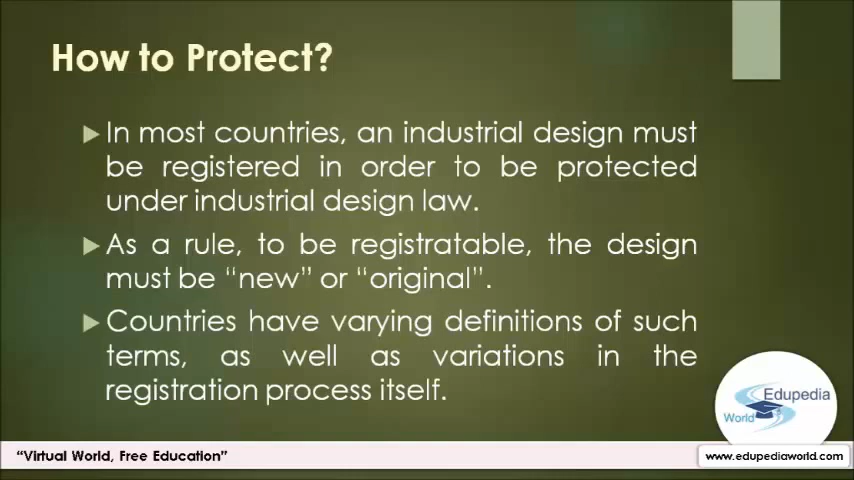 How to Protect?
In most countries, an industrial design must
be registered in order to be protected
under industrial design law.
As a rule, to be registratable, the design
must be “new” or “original”.
Countries have varying definitions of such
terms, as well as variations in the
registration process itself.
Edupedia
World
“Virtual World, Free Education”
www.edupediaworld.com